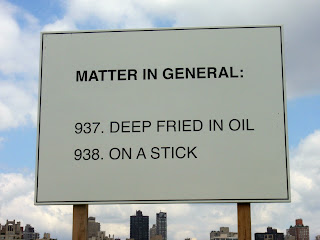 MATTER IN GENERAL:
937. DEEP FRIED IN OIL
938. ON A STICK